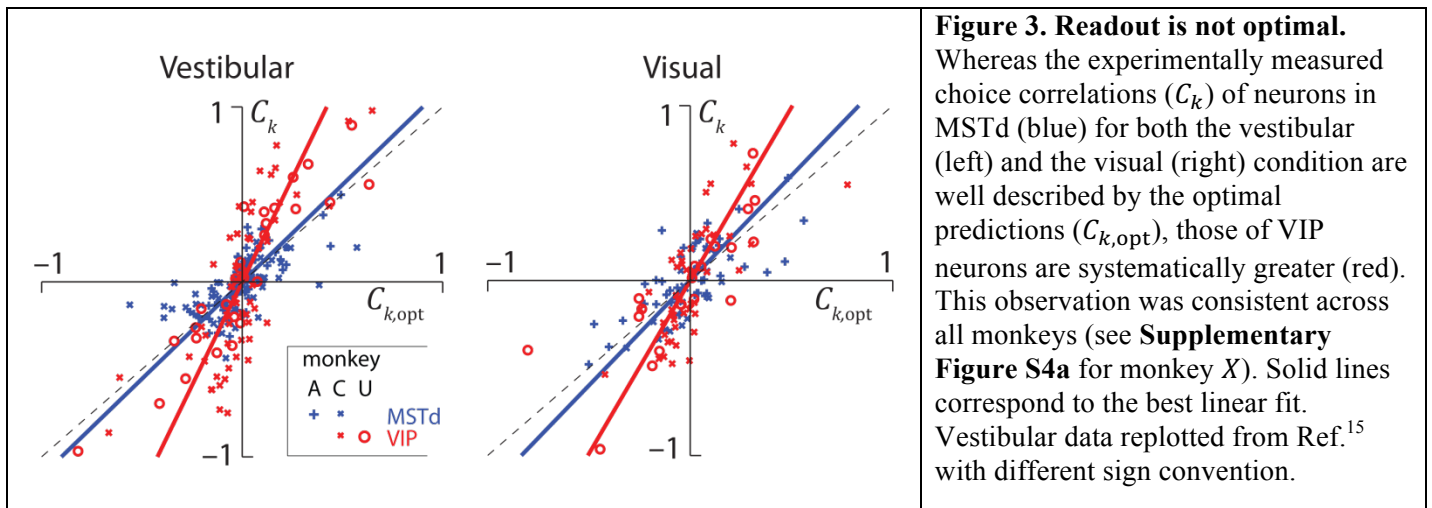 Vestibular
1
C_k
−1
1
C_k,opt
−1
monkey
A C U
MSTd
VIP
Visual
1
C_k
−1
1
C_k,opt
−1
Figure 3. Readout is not optimal.
Whereas the experimentally measured
choice correlations (C_k) of neurons in
MSTd (blue) for both the vestibular
(left) and the visual (right) condition are
well described by the optimal
predictions (C_k,opt), those of VIP
neurons are systematically greater (red).
This observation was consistent across
all monkeys (see Supplementary
Figure S4a for monkey X). Solid lines
correspond to the best linear fit.
Vestibular data replotted from Ref.15
with different sign convention.